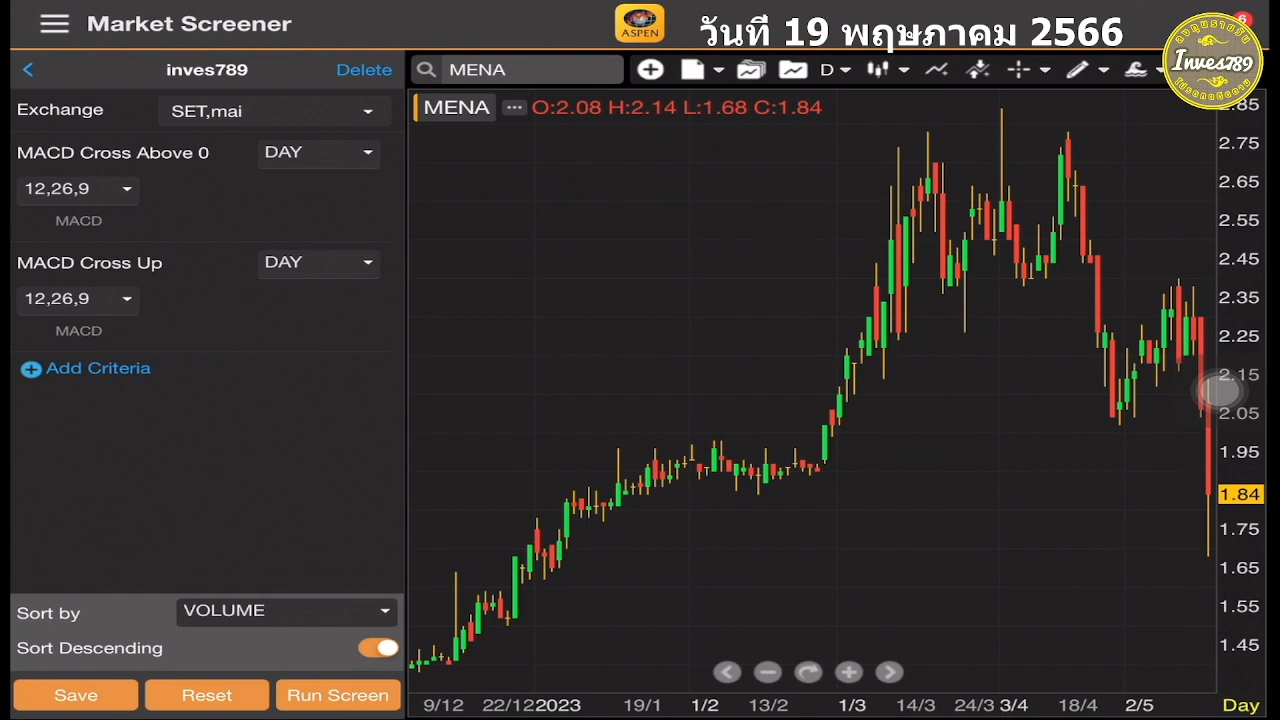 Market Screener
ASPEN
วันที่ 19 พฤษภาคม 2566
6
Inves789
inves789
Delete
MENA
D
Exchange
SET,mai
MENA
O:2.08 H:2.14 L:1.68 C:1.84
MACD Cross Above 0
DAY
12,26,9
MACD
MACD Cross Up
DAY
12,26,9
MACD
Add Criteria
Sort by
VOLUME
Sort Descending
Save
Reset
Run Screen
2.85
2.75
2.65
2.55
2.45
2.35
2.25
2.15
2.05
1.95
1.84
1.75
1.65
1.55
1.45
9/12
22/12
2023
19/1
1/2
13/2
1/3
14/3
24/3
3/4
18/4
2/5
Day